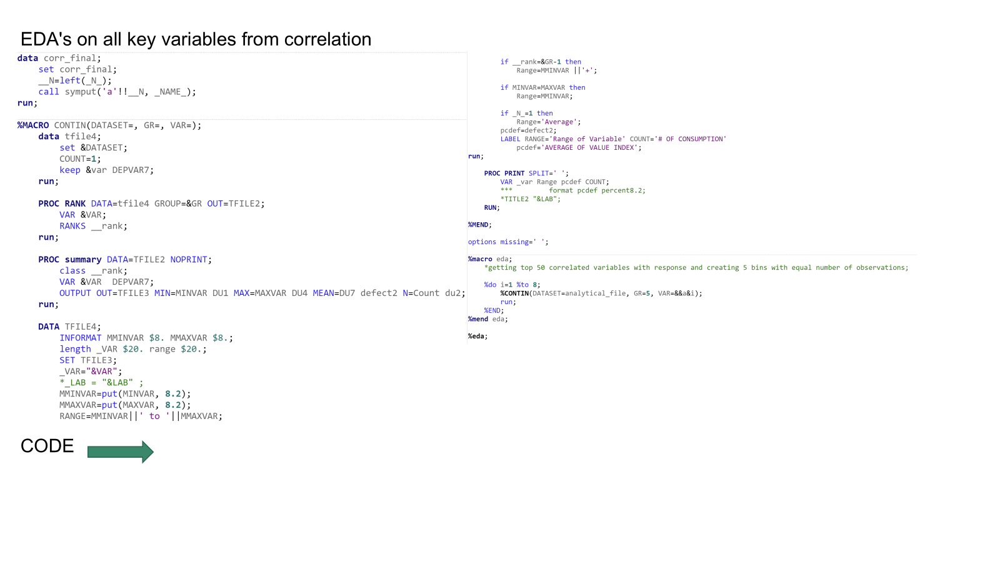 EDA's on all key variables from correlation
data corr_final;
set corr_final;
__N=left(_N_);
call symput('a'!!__N, _NAME_);
run;
%MACRO CONTIN(DATASET=, GR=, VAR=);
data tfile4;
set &DATASET;
COUNT=1;
keep &var DEPVAR7;
run;
PROC RANK DATA=tfile4 GROUP=&GR OUT=TFILE2;
VAR &VAR;
RANKS __rank;
run;
PROC summary DATA=TFILE2 NOPRINT;
class __rank;
VAR &VAR  DEPVAR7;
OUTPUT OUT=TFILE3 MIN=MINVAR DU1 MAX=MAXVAR DU4 MEAN=DU7 defect2 N=Count du2;
run;
DATA TFILE4;
INFORMAT MMINVAR $8. MMAXVAR $8.;
length _VAR $20. range $20.;
SET TFILE3;
_VAR="&VAR";
*_LAB = "&LAB" ;
MMINVAR=put(MINVAR, 8.2);
MMAXVAR=put(MAXVAR, 8.2);
RANGE=MMINVAR||' to '||MMAXVAR;
if __rank=&GR-1 then
Range=MMINVAR ||'+';
if MINVAR=MAXVAR then
Range=MMINVAR;
if _N_=1 then
Range='Average';
pcdef=defect2;
LABEL RANGE='Range of Variable' COUNT='# OF CONSUMPTION'
pcdef='AVERAGE OF VALUE INDEX';
run;
PROC PRINT SPLIT=' ';
VAR _var Range pcdef COUNT;
***         format pcdef percent8.2;
*TITLE2 "&LAB";
RUN;
%MEND;
options missing=' ';
%macro eda;
*getting top 50 correlated variables with response and creating 5 bins with equal number of observations;
%do i=1 %to 8;
%CONTIN(DATASET=analytical_file, GR=5, VAR=&&a&i);
run;
%END;
%mend eda;
%eda;
CODE